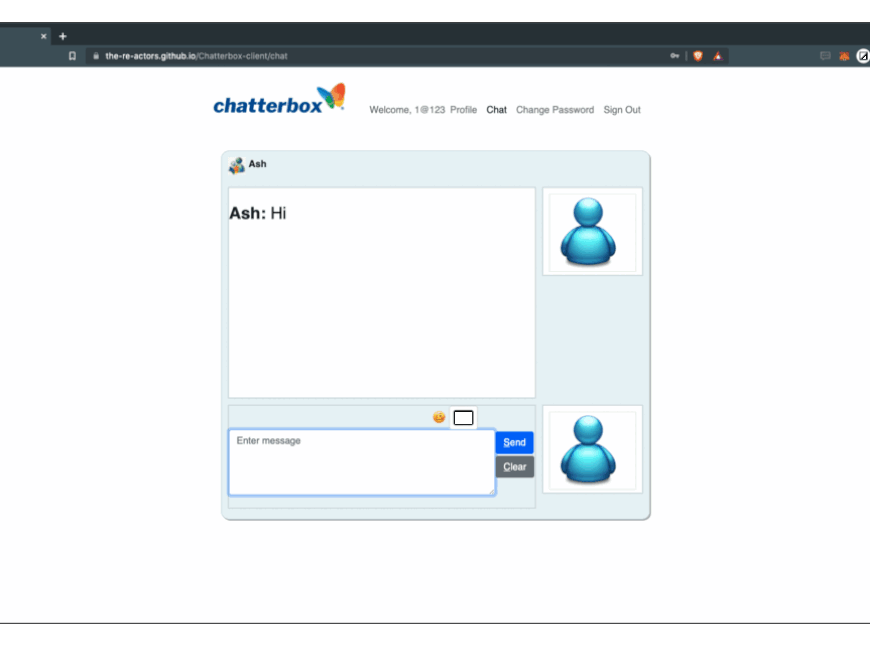 the-re-actors.github.io/Chatterbox-client/chat
chatterbox
Welcome, 1@123 Profile Chat Change Password Sign Out
Ash
Ash: Hi
Enter message
Send
Clear